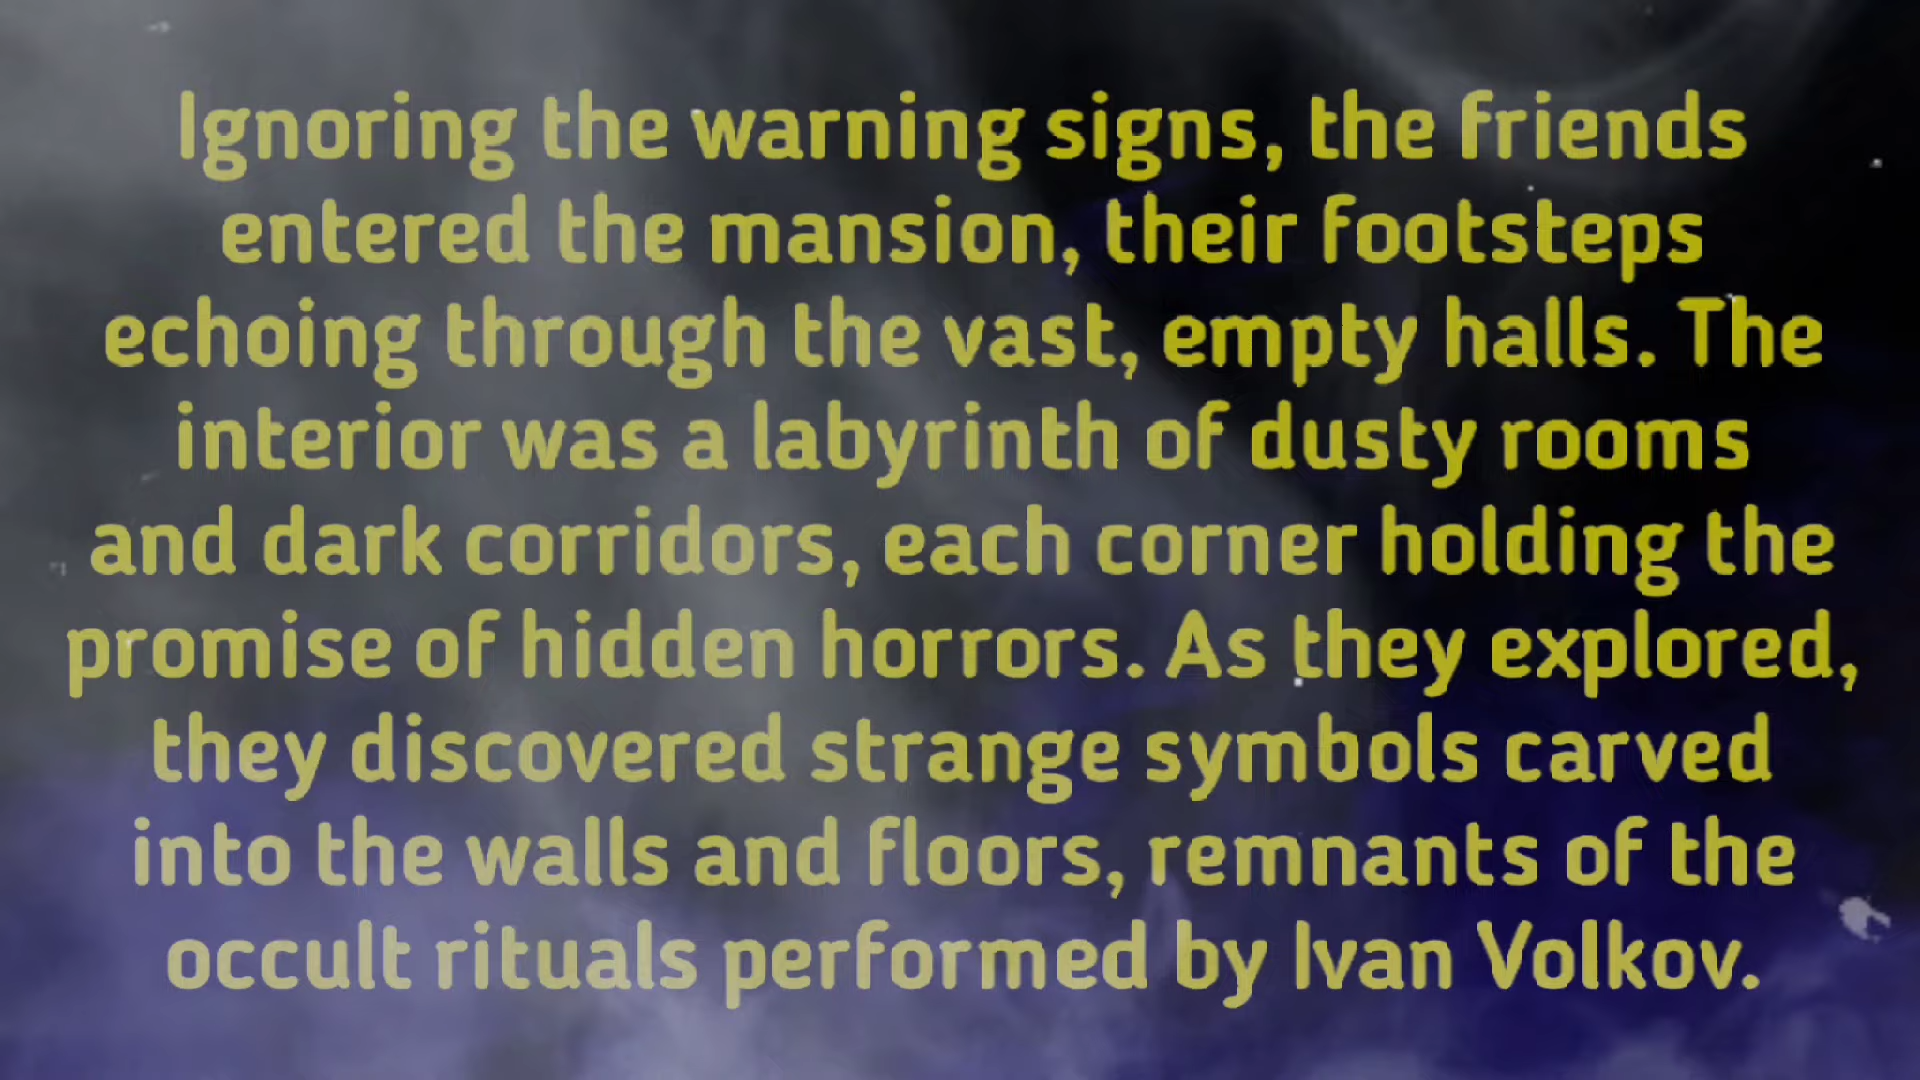 Ignoring the warning signs, the friends
entered the mansion, their footsteps
echoing through the vast, empty halls. The
interior was a labyrinth of dusty rooms
and dark corridors, each corner holding the
promise of hidden horrors. As they explored,
they discovered strange symbols carved
into the walls and floors, remnants of the
occult rituals performed by Ivan Volkov.